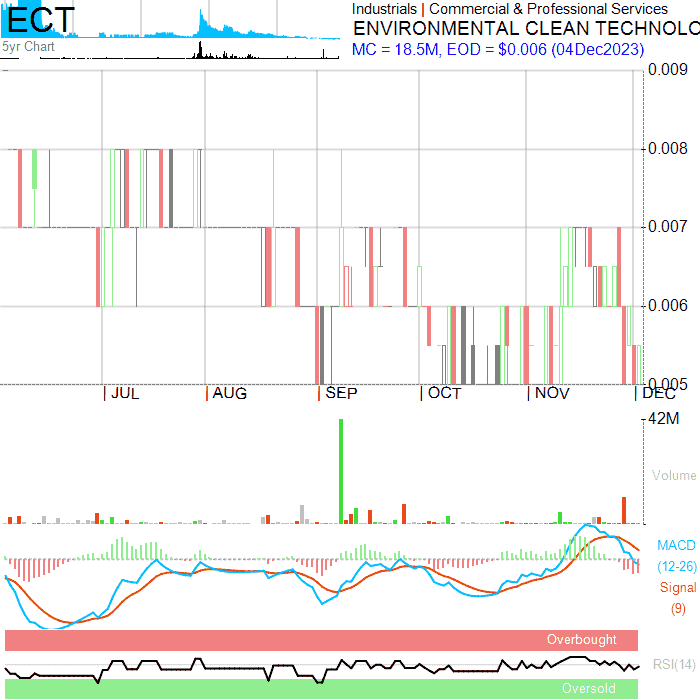 ECT
5yr Chart
Industrials | Commercial & Professional Services
ENVIRONMENTAL CLEAN TECHNOLO
MC = 18.5M, EOD = $0.006 (04Dec2023)
0.009
0.008
0.007
0.006
0.005
| JUL | AUG | SEP | OCT | NOV | DEC
42M
Volume
MACD
(12-26)
Signal
(9)
Overbought
RSI(14)
Oversold